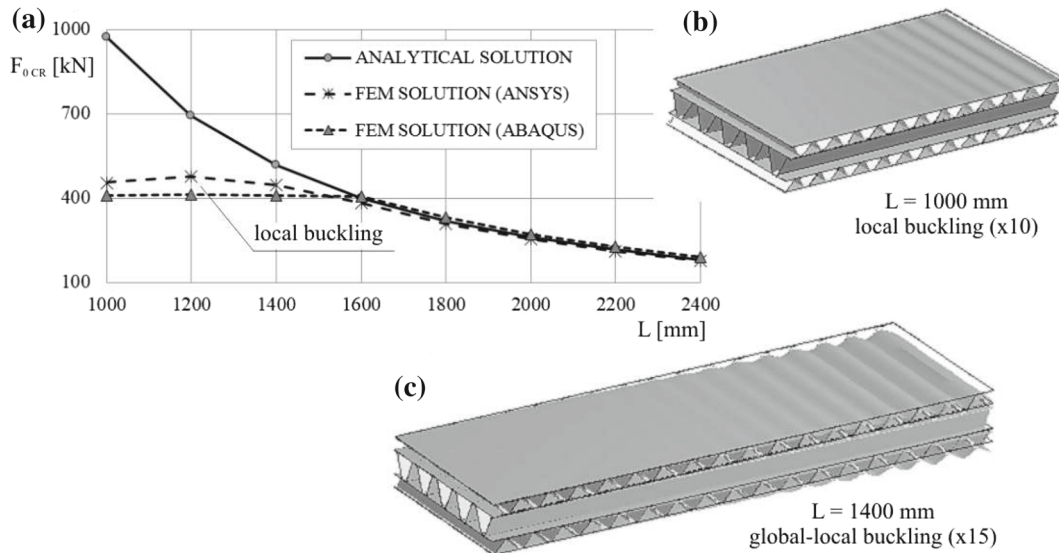 (a)
F₀ CR [kN]
1000
700
400
100
ANALYTICAL SOLUTION
FEM SOLUTION (ANSYS)
FEM SOLUTION (ABAQUS)
local buckling
1000 1200 1400 1600 1800 2000 2200 2400
L [mm]
(b)
L = 1000 mm
local buckling (x10)
(c)
L = 1400 mm
global-local buckling (x15)